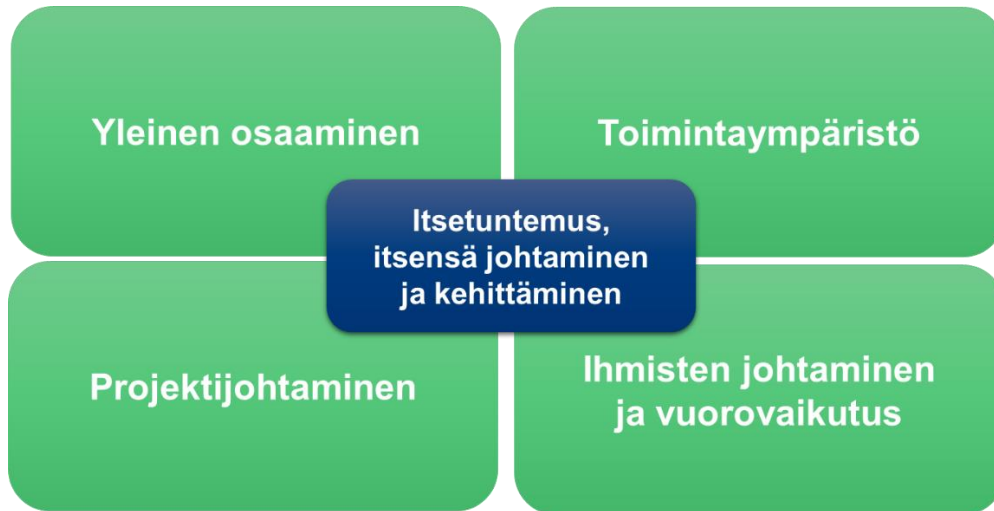 Yleinen osaaminen
Toimintaympäristö
Itsetuntemus,
itsensä johtaminen
ja kehittäminen
Projektijohtaminen
Ihmisten johtaminen
ja vuorovaikutus